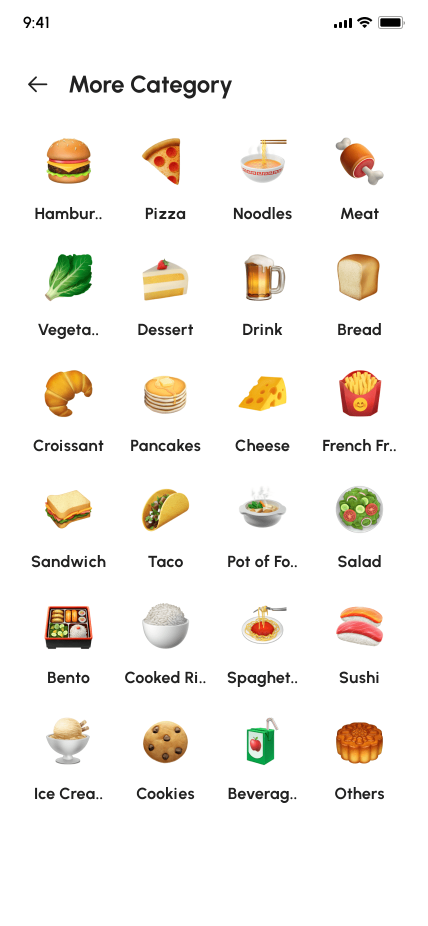 9:41
More Category
Hambur..
Pizza
Noodles
Meat
Vegeta..
Dessert
Drink
Bread
Croissant
Pancakes
Cheese
French Fr..
Sandwich
Taco
Pot of Fo..
Salad
Bento
Cooked Ri..
Spaghet..
Sushi
Ice Crea..
Cookies
Beverag..
Others